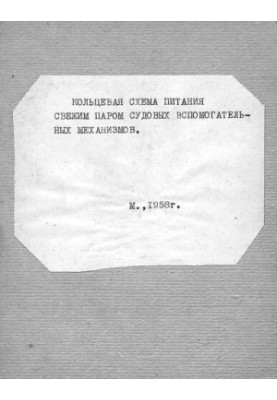 КОЛЬЦЕВАЯ СХЕМА ПИТАНИЯ
СВЕЖИМ ПАРОМ СУДОВЫХ ВСПОМОГАТЕЛЬ-
НЫХ МЕХАНИЗМОВ.
М.,1958г.